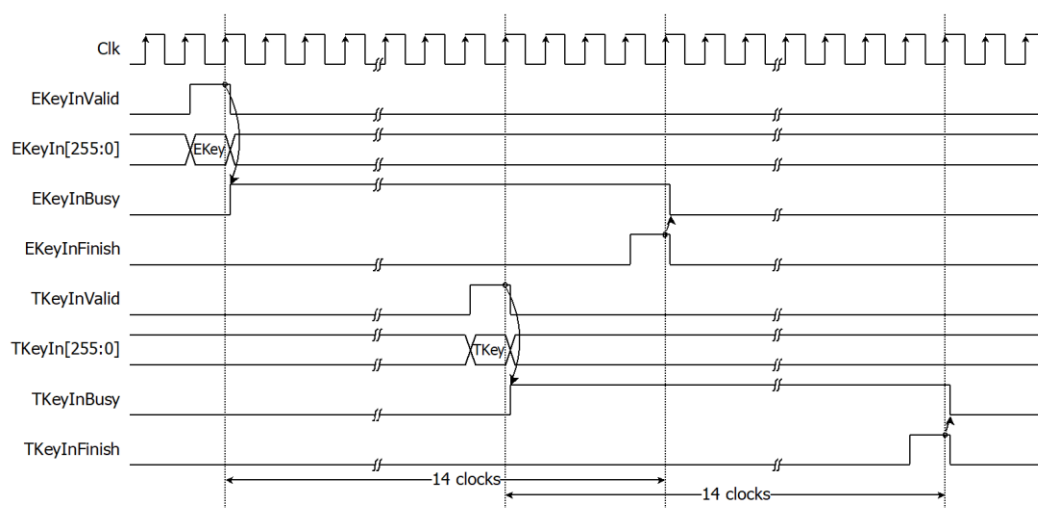 Clk
EKeyInValid
EKeyIn[255:0]
EKey
EKeyInBusy
EKeyInFinish
TKeyInValid
TKeyIn[255:0]
TKey
TKeyInBusy
TKeyInFinish
14 clocks
14 clocks